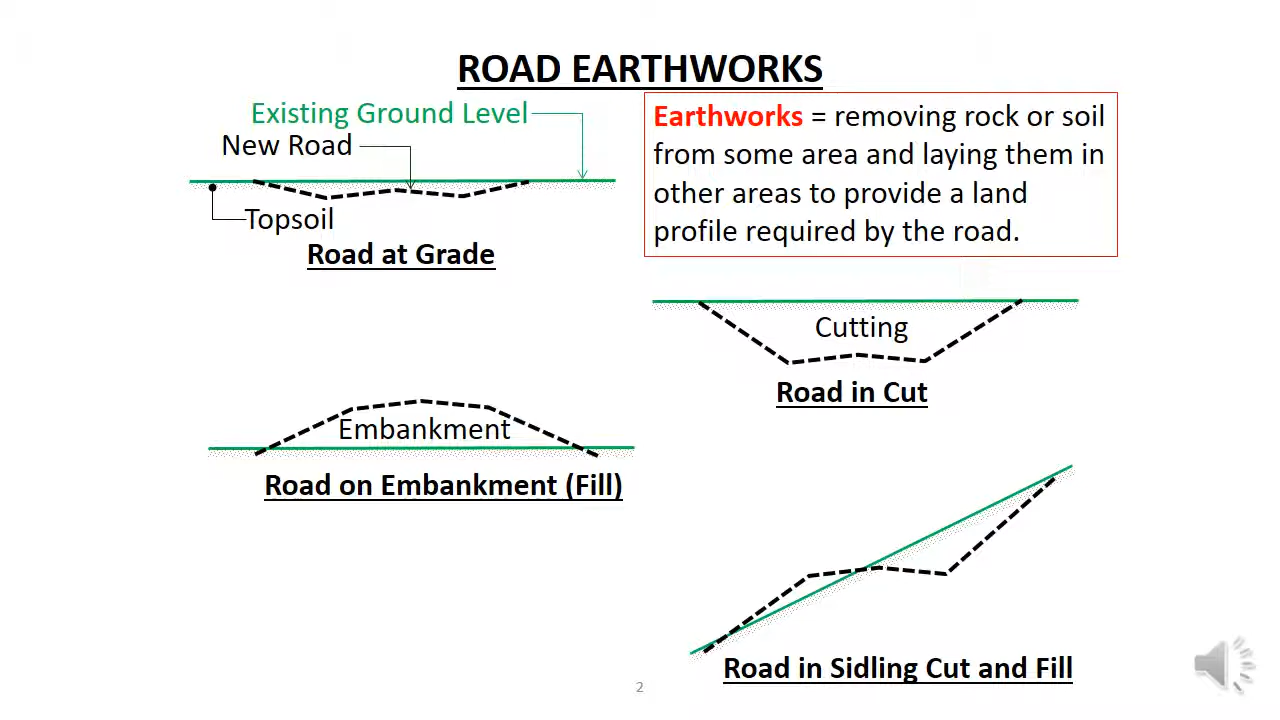 ROAD EARTHWORKS
Existing Ground Level
New Road
Topsoil
Road at Grade
Earthworks = removing rock or soil
from some area and laying them in
other areas to provide a land
profile required by the road.
Cutting
Road in Cut
Embankment
Road on Embankment (Fill)
Road in Sidling Cut and Fill
2